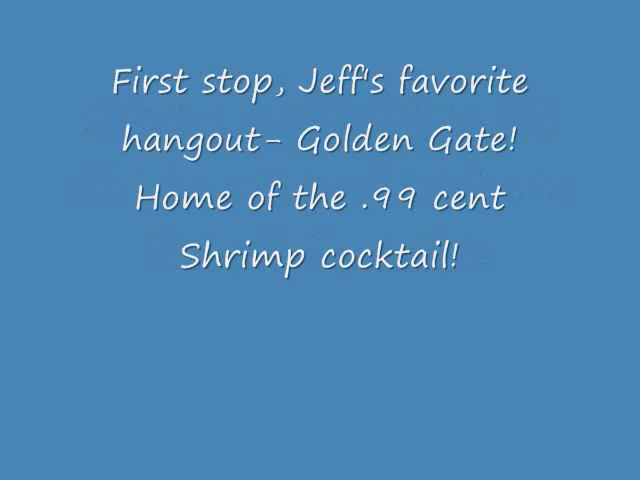 First stop, Jeff's favorite
hangout- Golden Gate!
Home of the .99 cent
Shrimp cocktail!